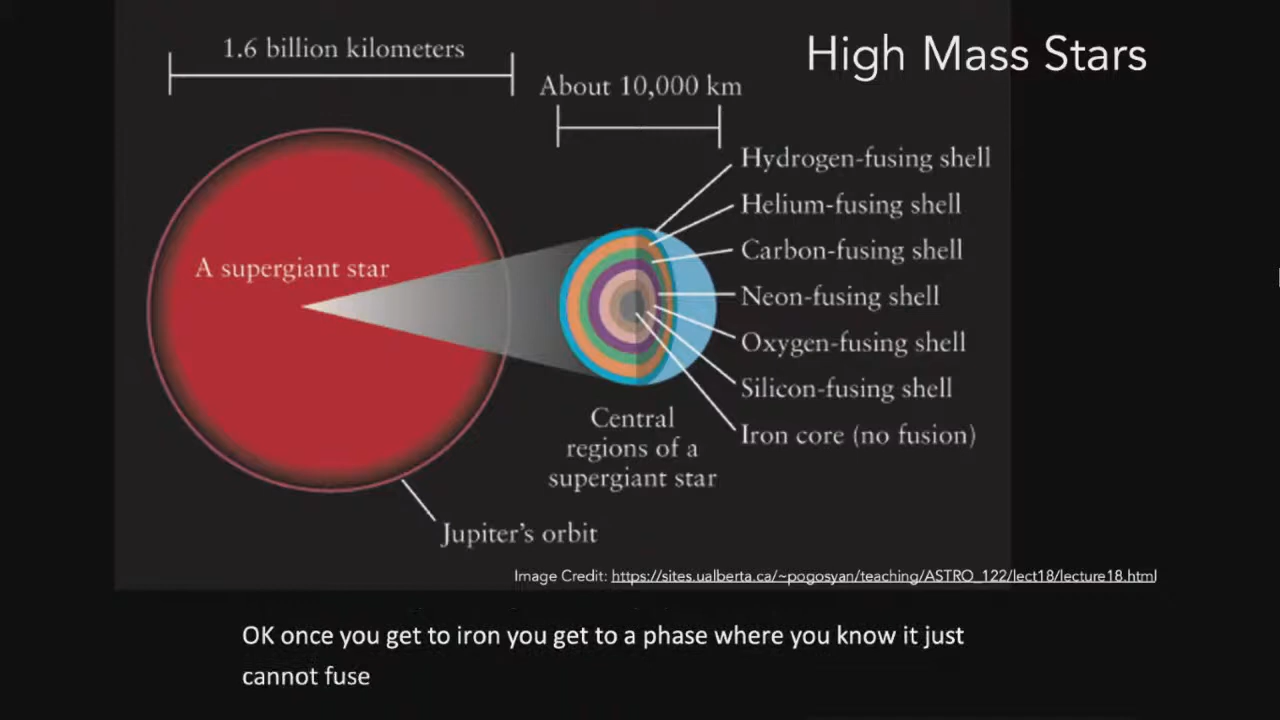 High Mass Stars
1.6 billion kilometers
About 10,000 km
Hydrogen-fusing shell
Helium-fusing shell
Carbon-fusing shell
Neon-fusing shell
Oxygen-fusing shell
Silicon-fusing shell
Iron core (no fusion)
A supergiant star
Central
regions of a
supergiant star
Jupiter's orbit
Image Credit: https://sites.ualberta.ca/~pogosyan/teaching/ASTRO_122/lect18/lecture18.html
OK once you get to iron you get to a phase where you know it just
cannot fuse